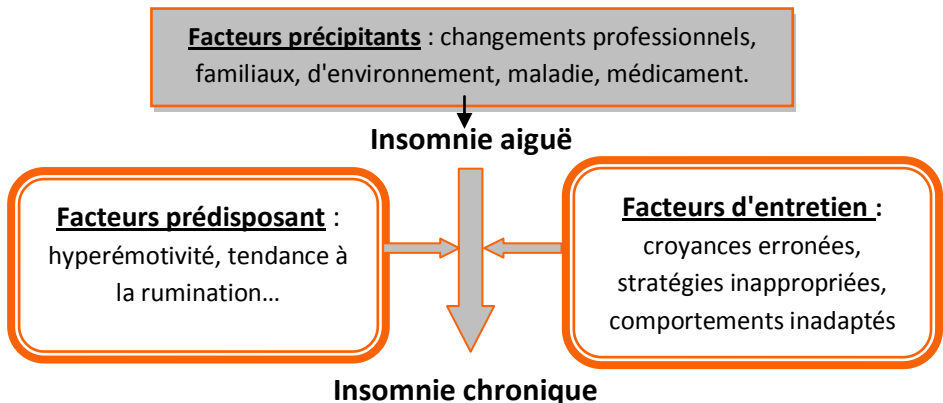 Facteurs précipitants : changements professionnels,
familiaux, d'environnement, maladie, médicament.
Insomnie aiguë
Facteurs prédisposant :
hyperémotivité, tendance à
la rumination...
Facteurs d'entretien :
croyances erronées,
stratégies inappropriées,
comportements inadaptés
Insomnie chronique